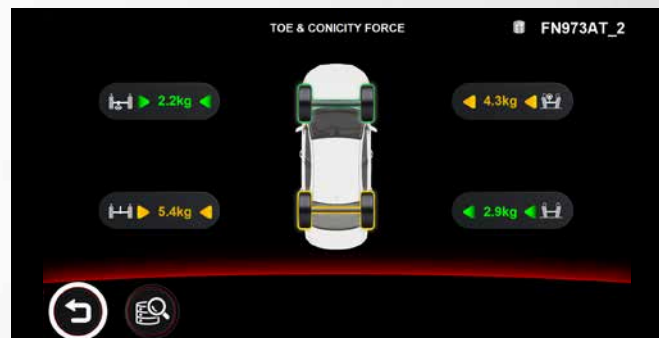 TOE & CONICITY FORCE
FN973AT_2
2.2kg
4.3kg
5.4kg
2.9kg